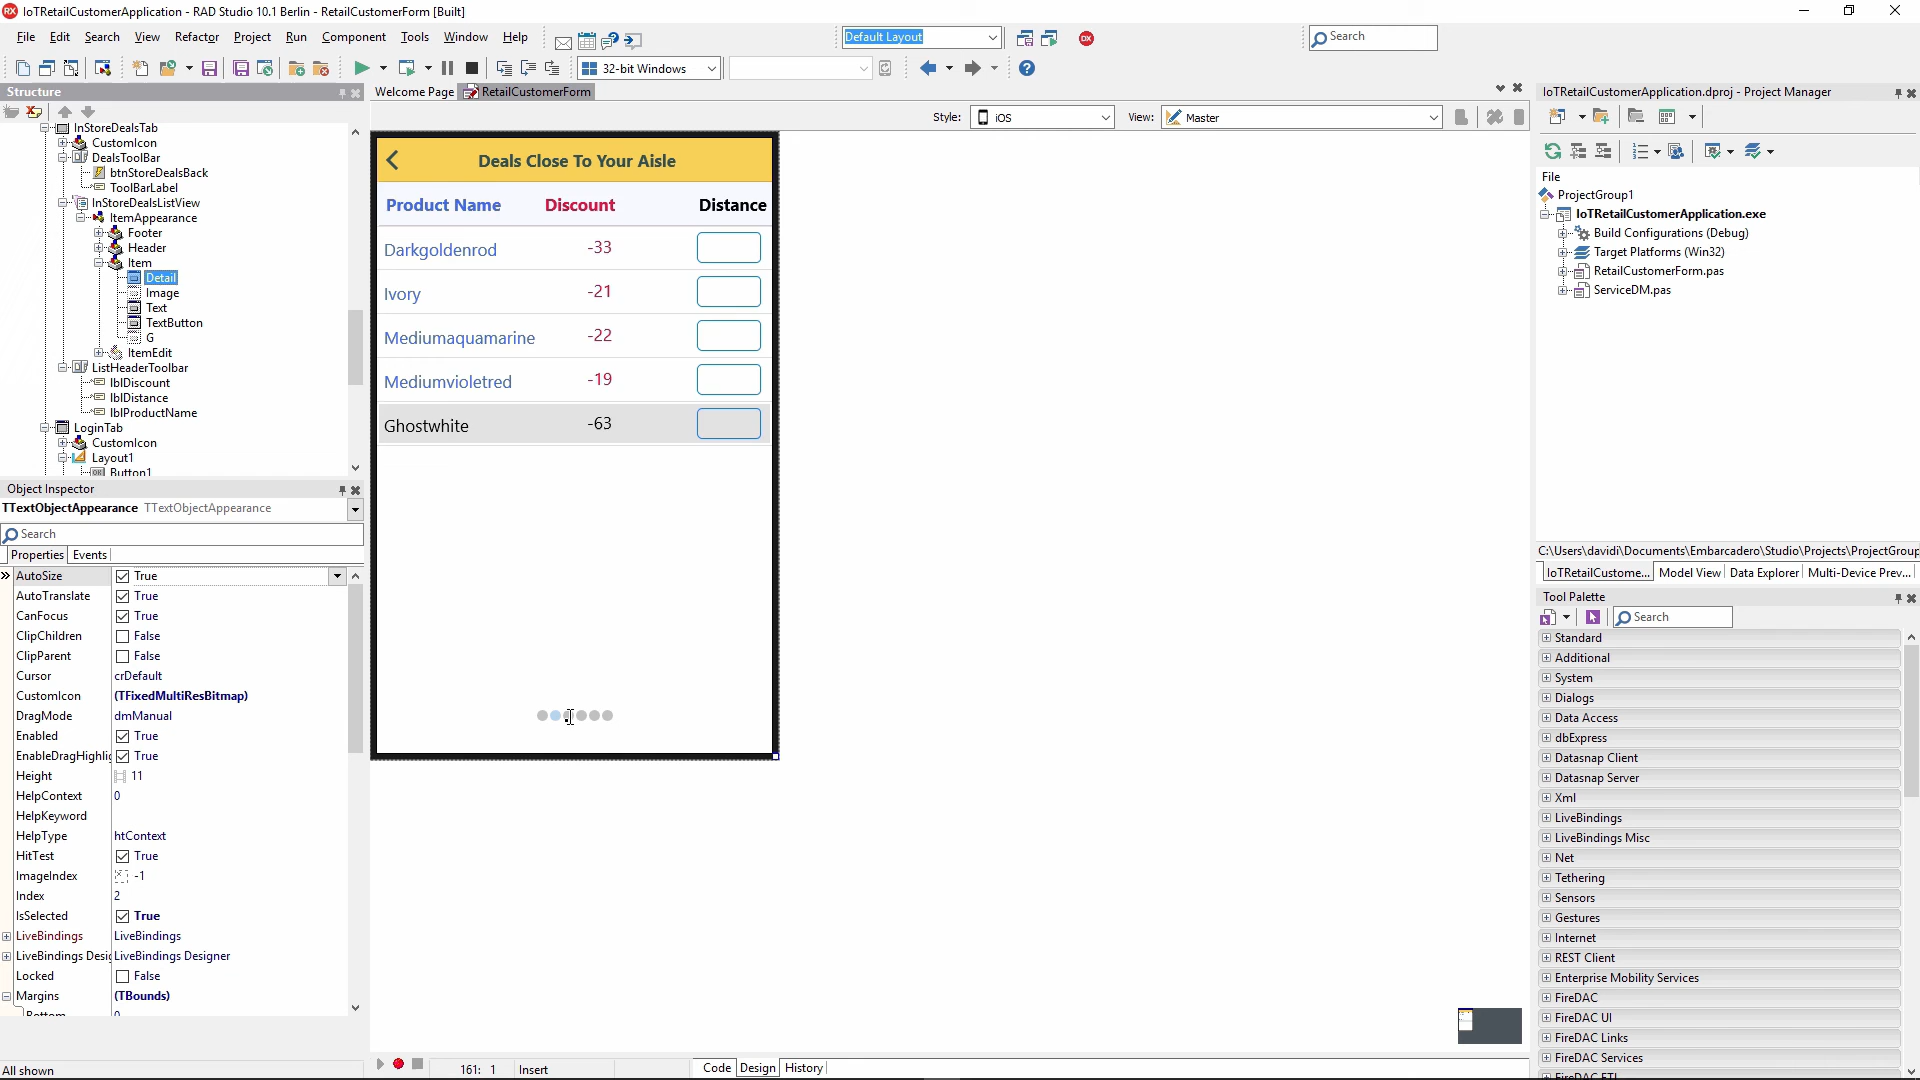 IoTRetailCustomerApplication - RAD Studio 10.1 Berlin - RetailCustomerForm [Built]
File Edit Search View Refactor Project Run Component Tools Window Help
Default Layout
Search
32-bit Windows
Structure
InStoreDealsTab
CustomIcon
DealsToolBar
btnStoreDealsBack
ToolBarLabel
InStoreDealsListView
ItemAppearance
Footer
Header
Item
Detail
Image
Text
TextButton
G
ItemEdit
ListHeaderToolbar
lblDiscount
lblDistance
lblProductName
LoginTab
CustomIcon
Layout1
Button1
Object Inspector
TTextObjectAppearance TTextObjectAppearance
Search
Properties Events
AutoSize True
AutoTranslate True
CanFocus True
ClipChildren False
ClipParent False
Cursor crDefault
CustomIcon (TFixedMultiResBitmap)
DragMode dmManual
Enabled True
EnableDragHighlig True
Height 11
HelpContext 0
HelpKeyword
HelpType htContext
HitTest True
ImageIndex -1
Index 2
IsSelected True
LiveBindings LiveBindings
LiveBindings Desig LiveBindings Designer
Locked False
Margins (TBounds)
Bottom 0
All shown
Welcome Page RetailCustomerForm
Style: iOS View: Master
Deals Close To Your Aisle
Product Name Discount Distance
Darkgoldenrod -33
Ivory -21
Mediumaquamarine -22
Mediumvioletred -19
Ghostwhite -63
161: 1 Insert Code Design History
IoTRetailCustomerApplication.dproj - Project Manager
File
ProjectGroup1
IoTRetailCustomerApplication.exe
Build Configurations (Debug)
Target Platforms (Win32)
RetailCustomerForm.pas
ServiceDM.pas
C:\Users\davidi\Documents\Embarcadero\Studio\Projects\ProjectGroup
IoTRetailCustome... Model View Data Explorer Multi-Device Prev...
Tool Palette
Search
Standard
Additional
System
Dialogs
Data Access
dbExpress
Datasnap Client
Datasnap Server
Xml
LiveBindings
LiveBindings Misc
Net
Tethering
Sensors
Gestures
Internet
REST Client
Enterprise Mobility Services
FireDAC
FireDAC UI
FireDAC Links
FireDAC Services
FireDAC ETL